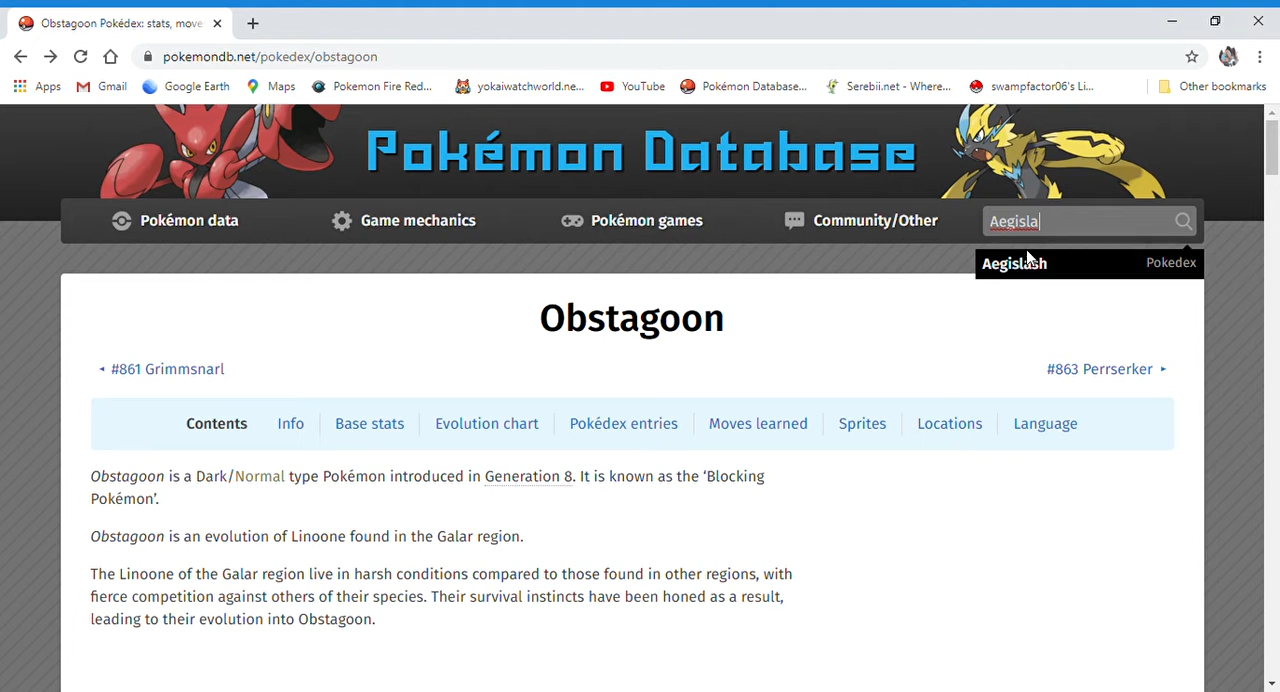 Obstagoon Pokédex: stats, move
pokemondb.net/pokedex/obstagoon
Apps Gmail Google Earth Maps Pokemon Fire Red... yokaiwatchworld.ne... YouTube Pokémon Database... Serebii.net - Where... swampfactor06's Li... Other bookmarks
Pokémon Database
Pokémon data Game mechanics Pokémon games Community/Other Aegisla
Aegislash Pokedex
Obstagoon
#861 Grimmsnarl #863 Perrserker
Contents Info Base stats Evolution chart Pokédex entries Moves learned Sprites Locations Language
Obstagoon is a Dark/Normal type Pokémon introduced in Generation 8. It is known as the ‘Blocking
Pokémon’.
Obstagoon is an evolution of Linoone found in the Galar region.
The Linoone of the Galar region live in harsh conditions compared to those found in other regions, with
fierce competition against others of their species. Their survival instincts have been honed as a result,
leading to their evolution into Obstagoon.